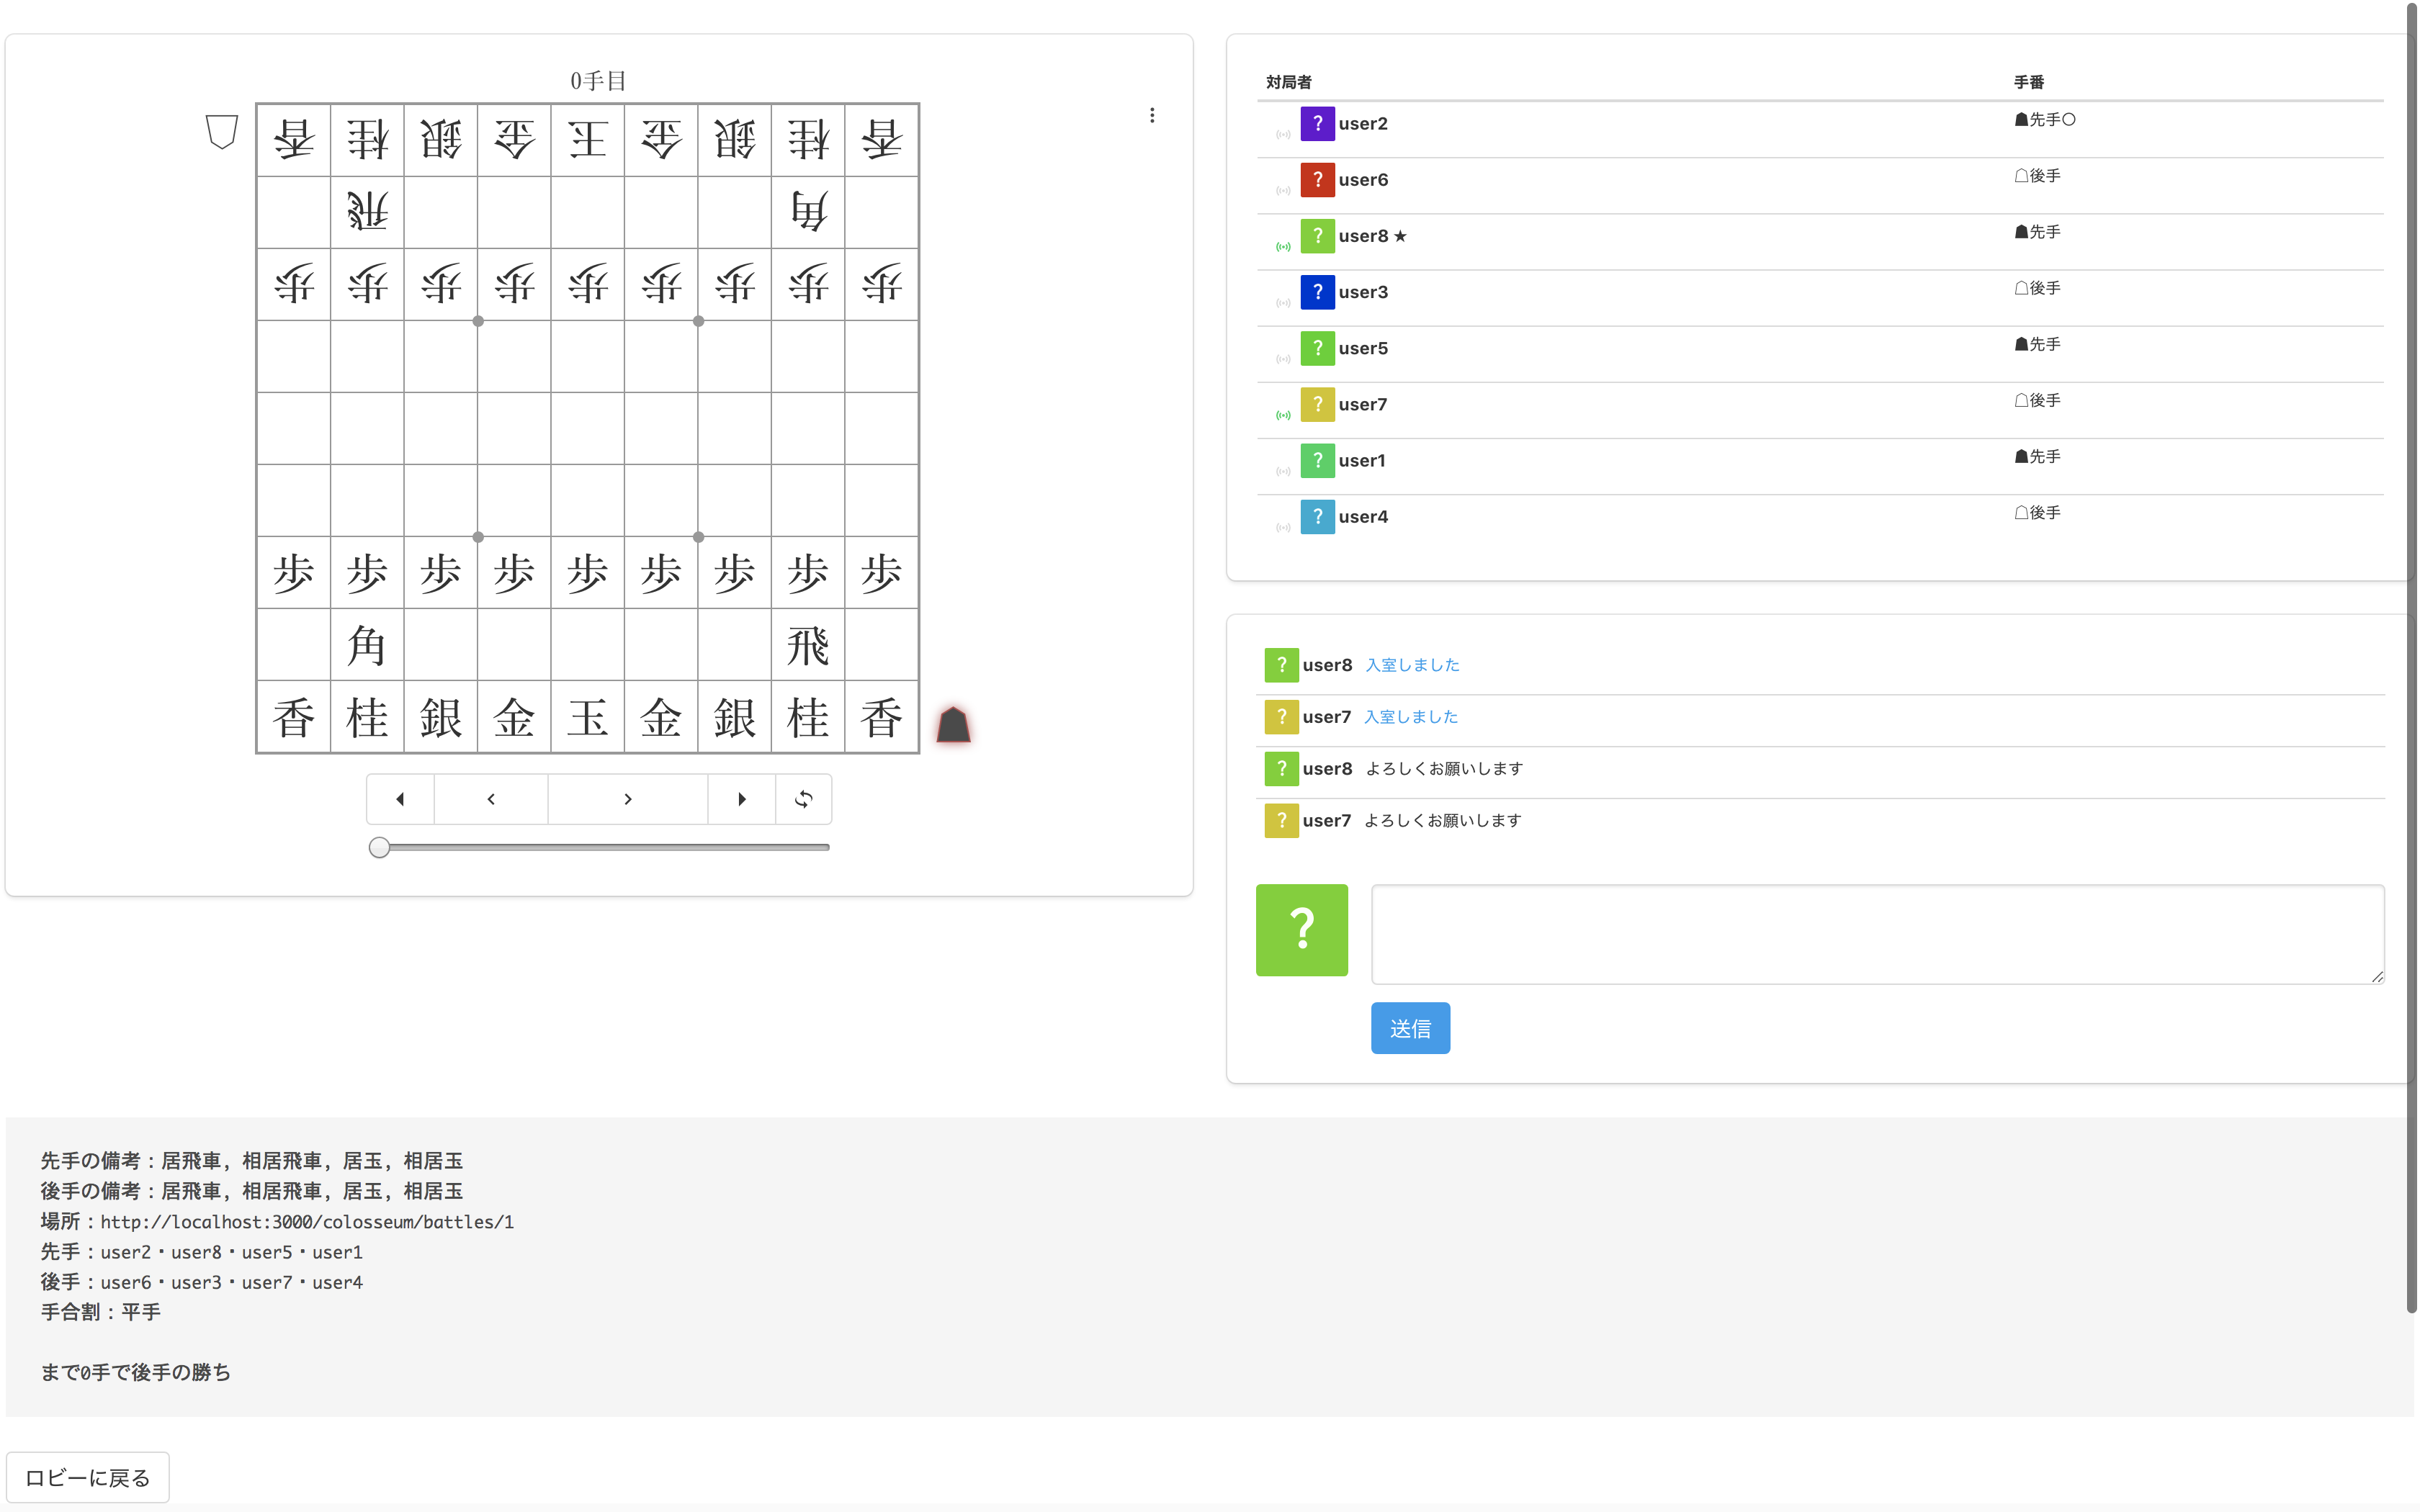 0手目
香桂銀金王金銀桂香
飛角
歩歩歩歩歩歩歩歩歩
歩歩歩歩歩歩歩歩歩
角飛
香桂銀金玉金銀桂香
対局者 手番
? user2 ☗先手○
? user6 ☖後手
? user8 ★ ☗先手
? user3 ☖後手
? user5 ☗先手
? user7 ☖後手
? user1 ☗先手
? user4 ☖後手
? user8 入室しました
? user7 入室しました
? user8 よろしくお願いします
? user7 よろしくお願いします
?
送信
先手の備考：居飛車, 相居飛車, 居玉, 相居玉
後手の備考：居飛車, 相居飛車, 居玉, 相居玉
場所：http://localhost:3000/colosseum/battles/1
先手：user2・user8・user5・user1
後手：user6・user3・user7・user4
手合割：平手
まで0手で後手の勝ち
ロビーに戻る